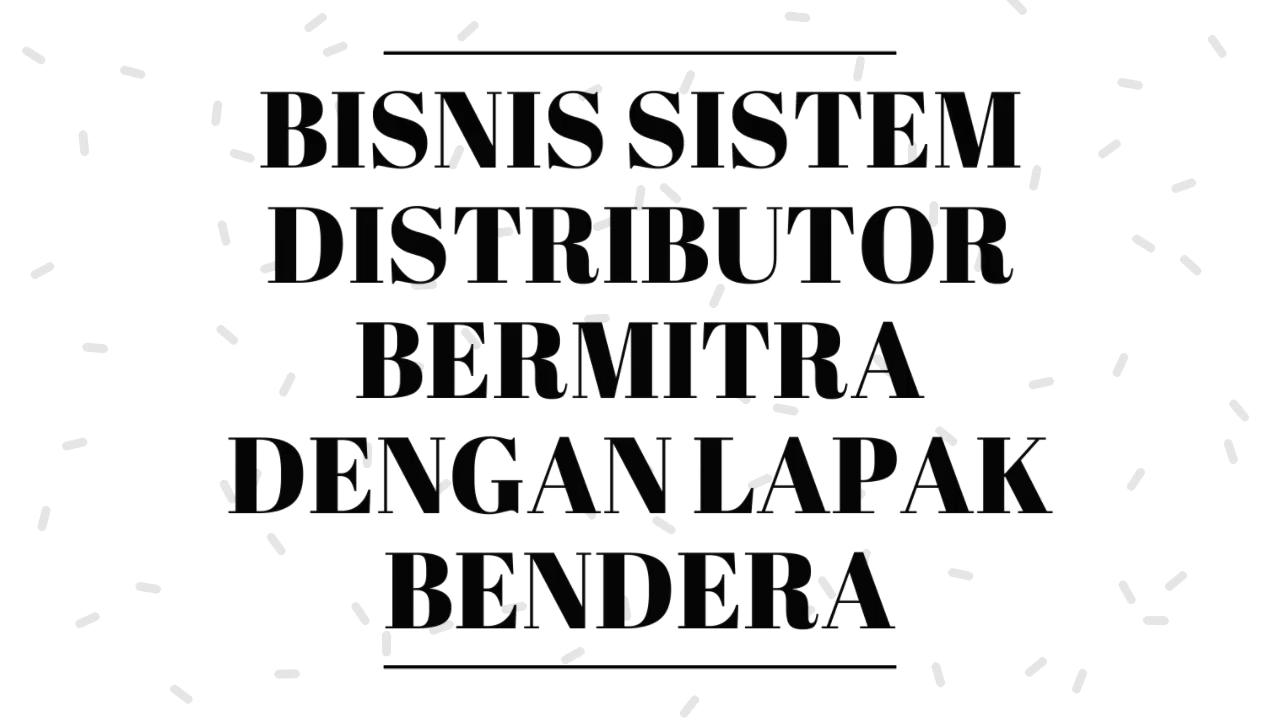 BISNIS SISTEM
DISTRIBUTOR
BERMITRA
DENGAN LAPAK
BENDERA